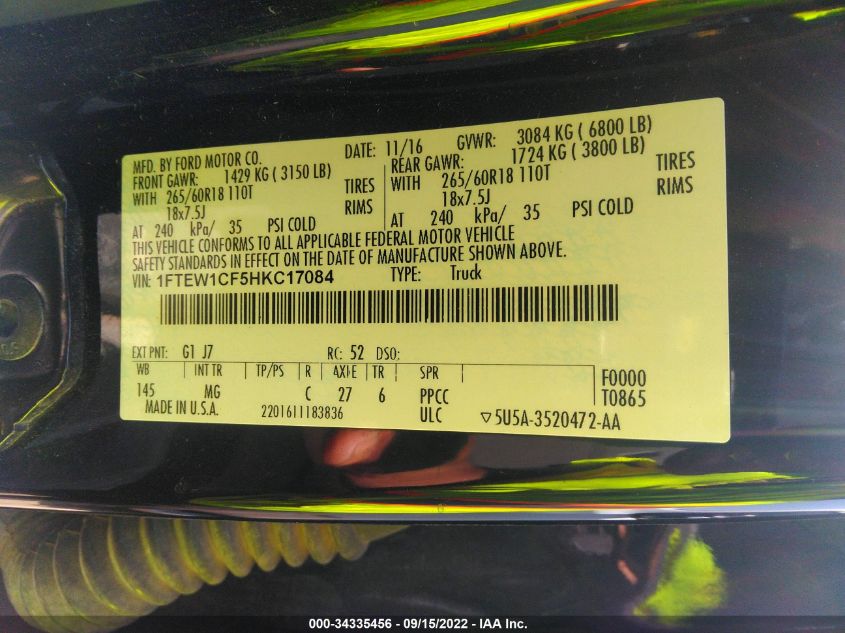 MFD. BY FORD MOTOR CO. DATE: 11/16 GVWR: 3084 KG ( 6800 LB)
FRONT GAWR: 1429 KG ( 3150 LB) REAR GAWR: 1724 KG ( 3800 LB)
WITH 265/60R18 110T TIRES WITH 265/60R18 110T TIRES
18x7.5J RIMS 18x7.5J RIMS
AT 240 kPa/ 35 PSI COLD AT 240 kPa/ 35 PSI COLD
THIS VEHICLE CONFORMS TO ALL APPLICABLE FEDERAL MOTOR VEHICLE
SAFETY STANDARDS IN EFFECT ON THE DATE OF MANUFACTURE SHOWN ABOVE.
VIN: 1FTEW1CF5HKC17084 TYPE: Truck
EXT PNT: G1 J7 RC: 52 DSO:
WB INT TR TP/PS R AXLE TR SPR F0000
145 MG C 27 6 PPCC T0865
MADE IN U.S.A. 2201611183836 ULC ▽5U5A-3520472-AA
000-34335456 - 09/15/2022 - IAA Inc.